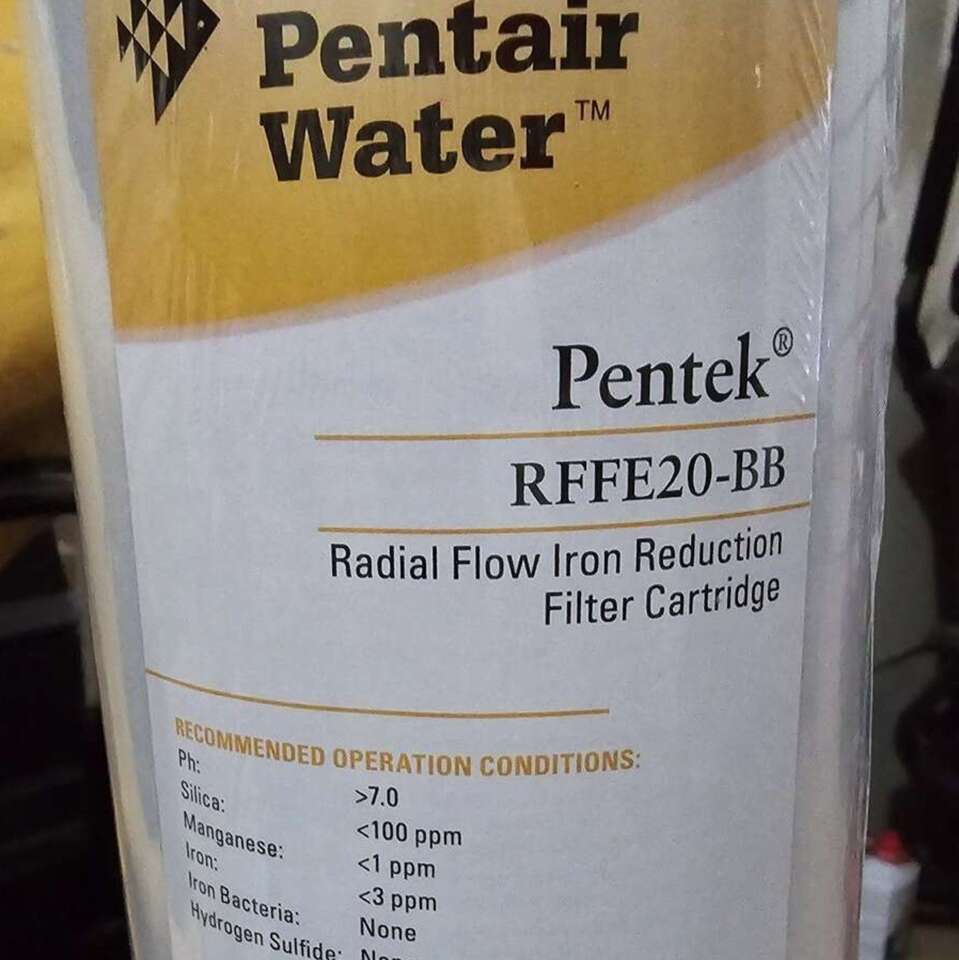 Pentair
Water™
Pentek®
RFFE20-BB
Radial Flow Iron Reduction
Filter Cartridge
RECOMMENDED OPERATION CONDITIONS:
Ph: >7.0
Silica: <100 ppm
Manganese: <1 ppm
Iron: <3 ppm
Iron Bacteria: None
Hydrogen Sulfide: